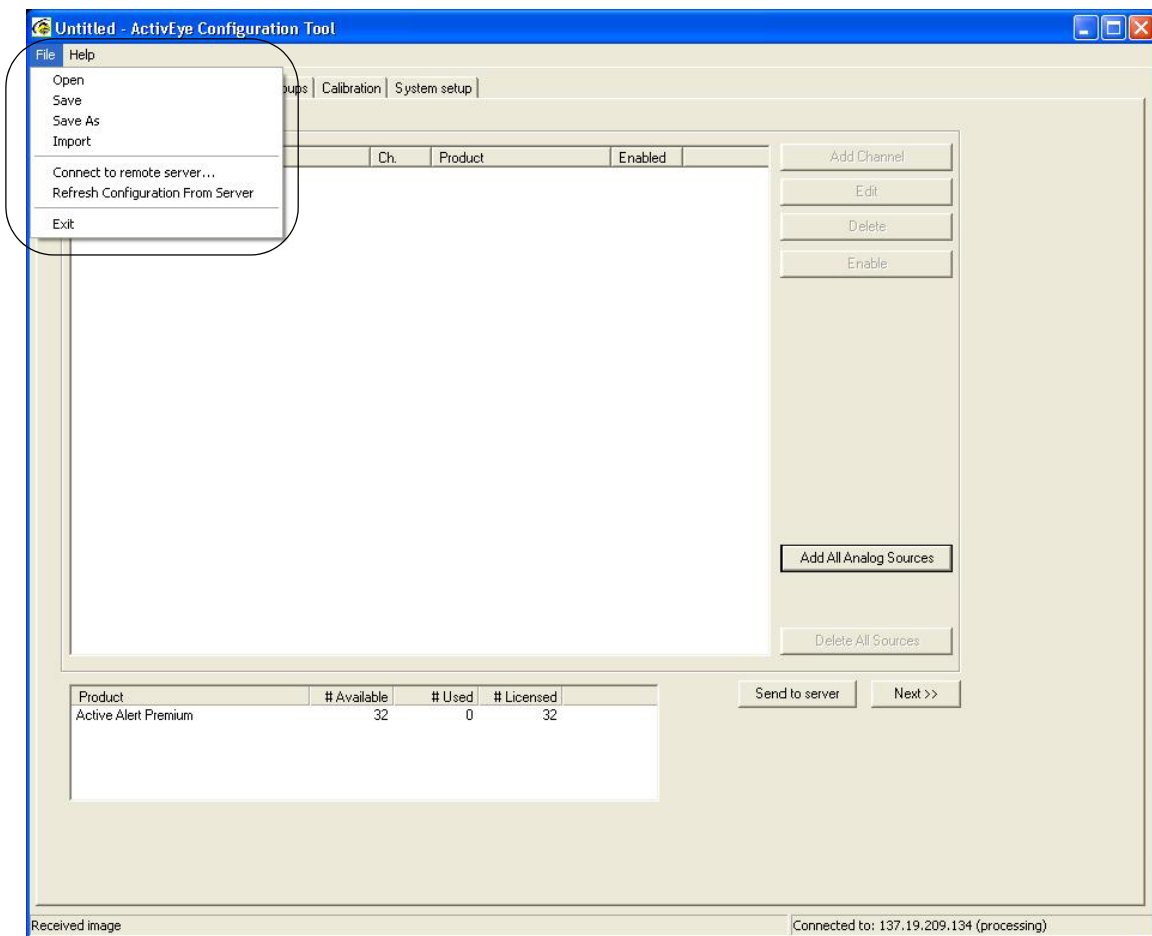 Untitled - ActivEye Configuration Tool
File Help
Open
Save
Save As
Import
Connect to remote server...
Refresh Configuration From Server
Exit
Calibration System setup
Ch. Product Enabled
Add Channel
Edit
Delete
Enable
Add All Analog Sources
Delete All Sources
Send to server Next >>
Product # Available # Used # Licensed
Active Alert Premium 32 0 32
Received image
Connected to: 137.19.209.134 (processing)